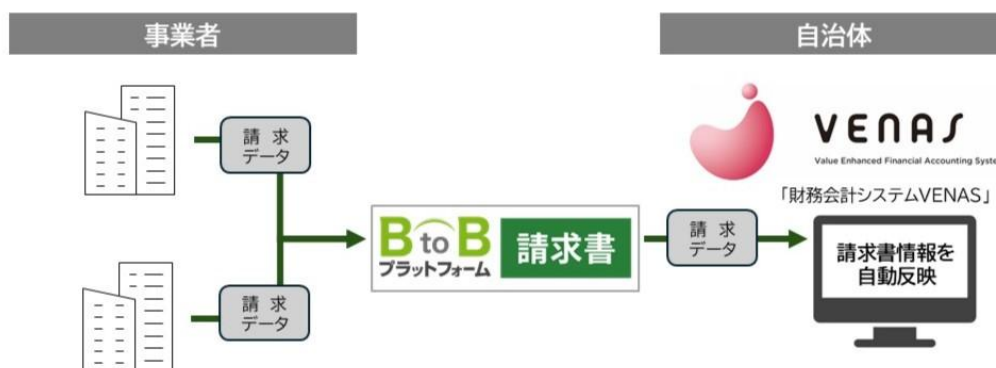 事業者
自治体
請 求
データ
VENAS
Value Enhanced Financial Accounting Syste
「財務会計システムVENAS」
BtoB
プラットフォーム
請求書
請 求
データ
請求書情報を
自動反映
請 求
データ